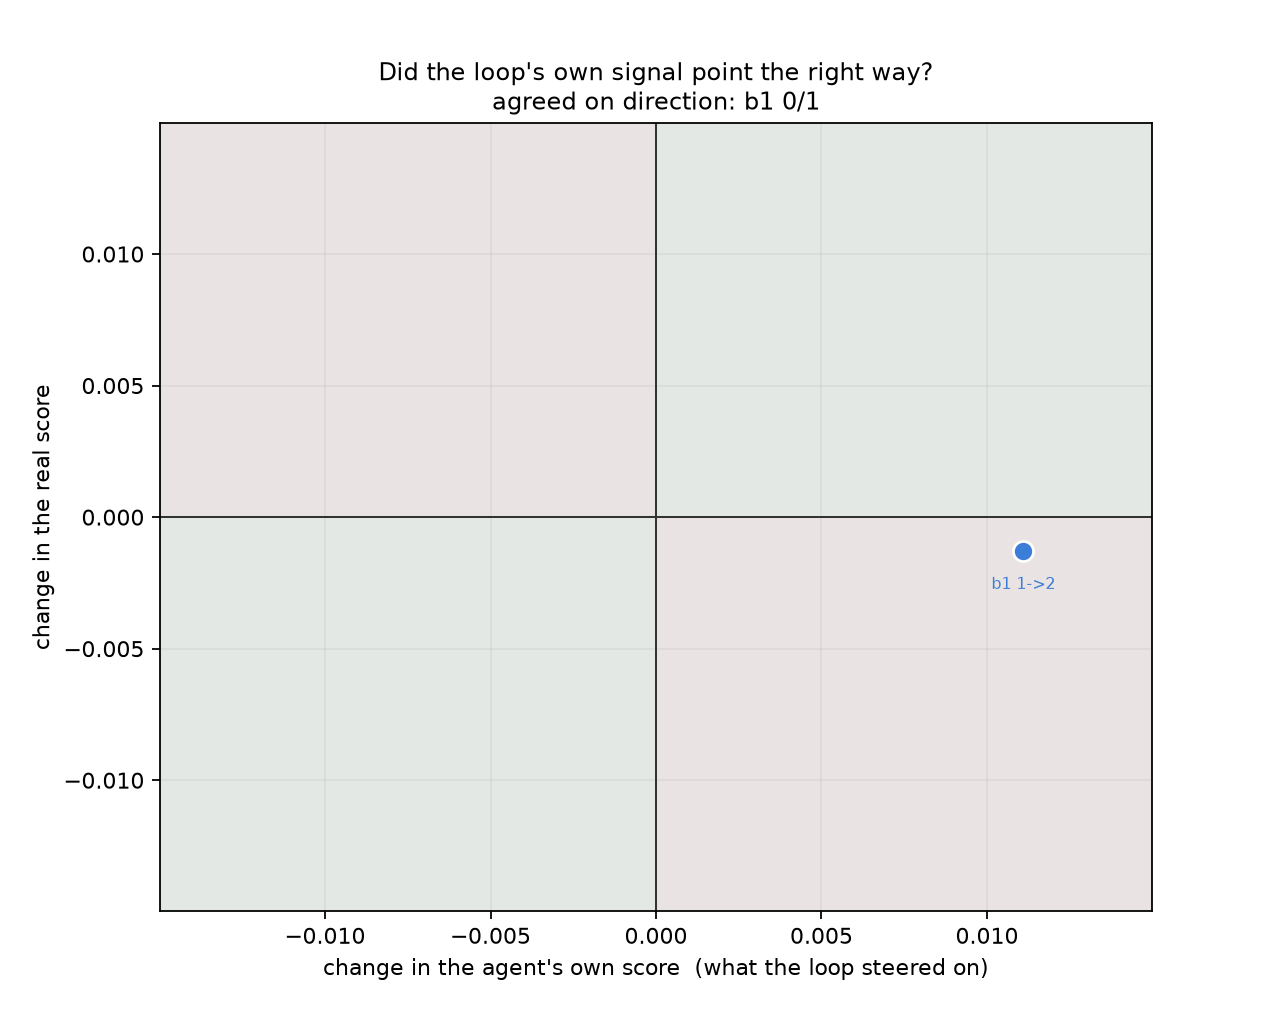 Did the loop's own signal point the right way?
agreed on direction: b1 0/1
change in the real score
0.010
0.005
0.000
−0.005
−0.010
b1 1->2
−0.010
−0.005
0.000
0.005
0.010
change in the agent's own score  (what the loop steered on)